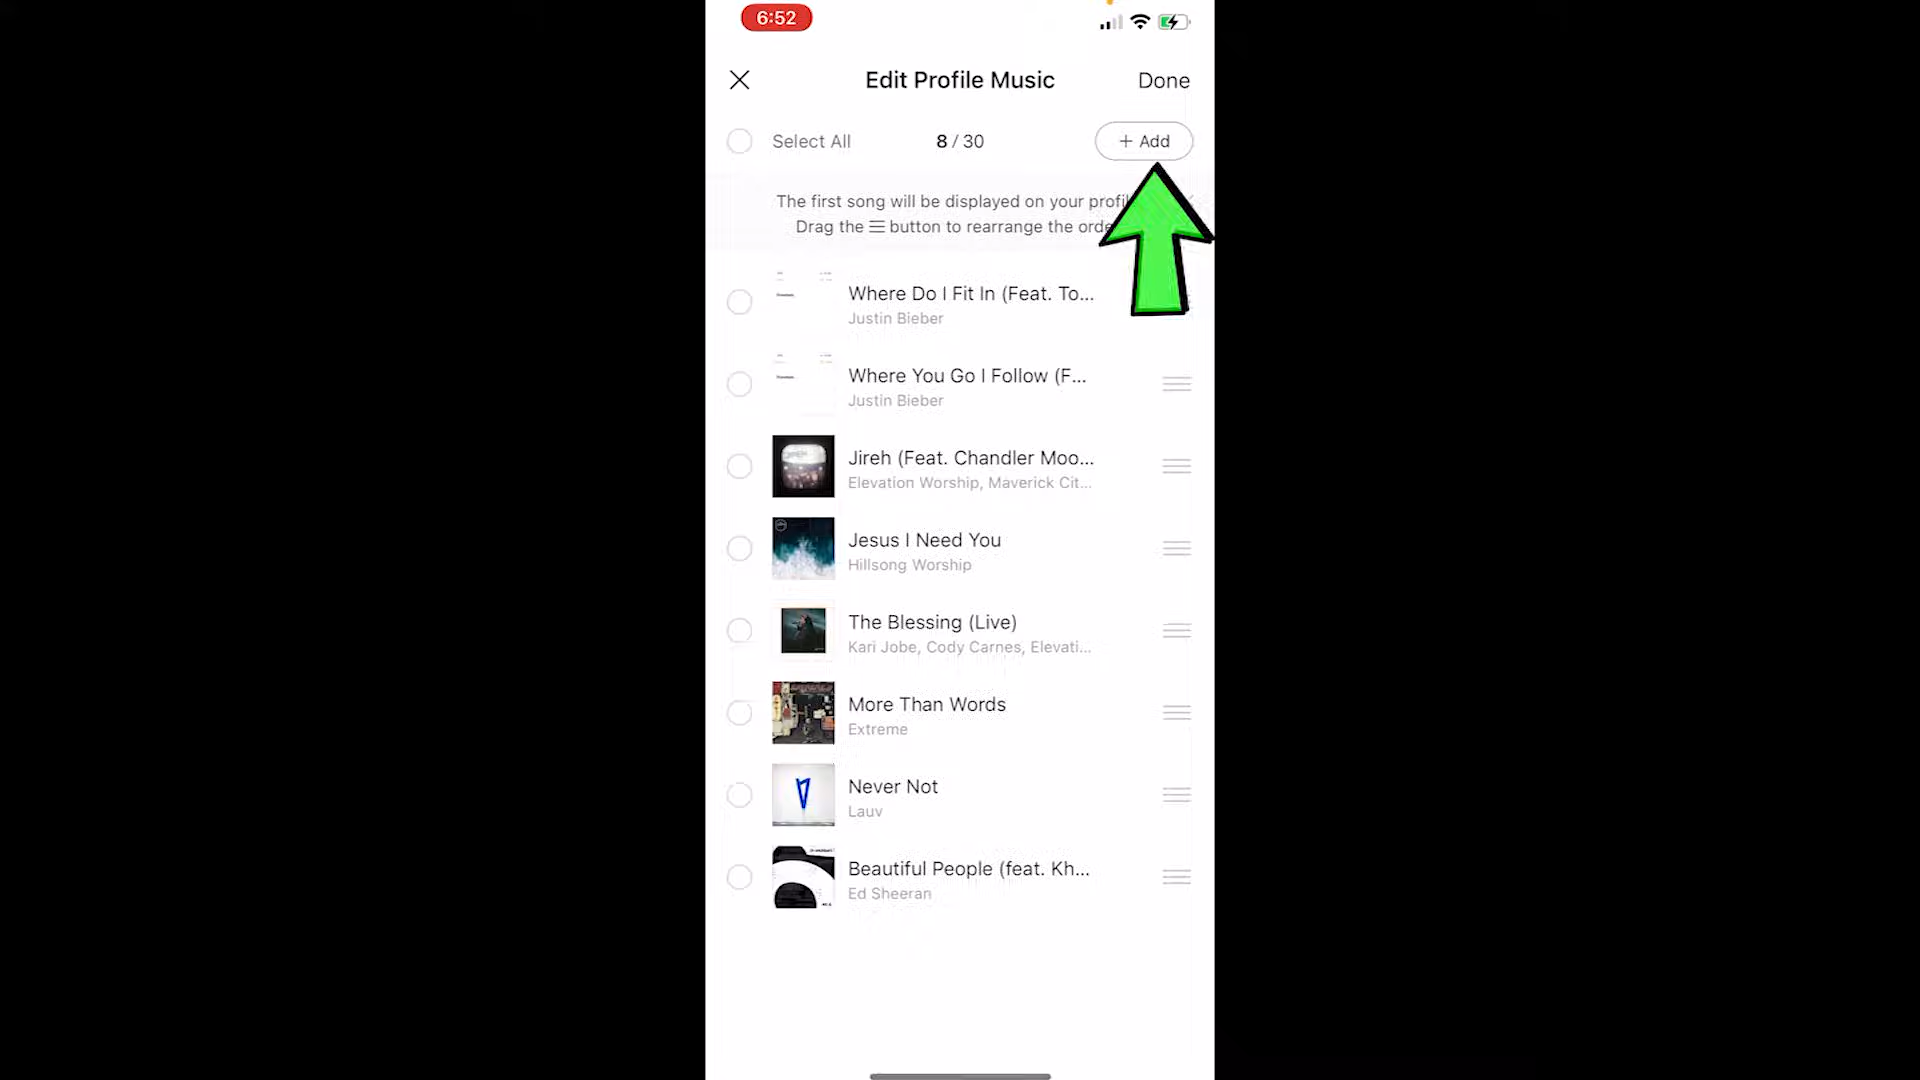 6:52
Edit Profile Music
Done
Select All
8 / 30
+ Add
The first song will be displayed on your profi
Drag the ☰ button to rearrange the orde
Where Do I Fit In (Feat. To...
Justin Bieber
Where You Go I Follow (F...
Justin Bieber
Jireh (Feat. Chandler Moo...
Elevation Worship, Maverick Cit...
Jesus I Need You
Hillsong Worship
The Blessing (Live)
Kari Jobe, Cody Carnes, Elevati...
More Than Words
Extreme
Never Not
Lauv
Beautiful People (feat. Kh...
Ed Sheeran